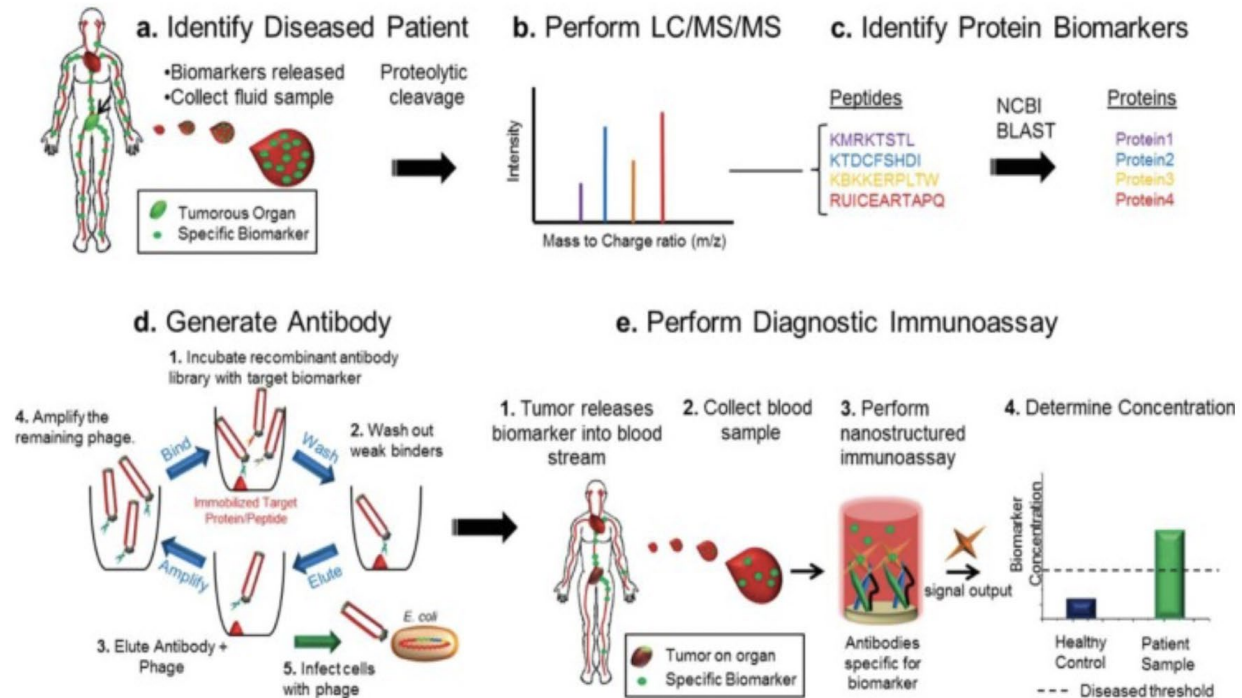 a. Identify Diseased Patient
•Biomarkers released
•Collect fluid sample
Proteolytic
cleavage
Tumorous Organ
Specific Biomarker
b. Perform LC/MS/MS
Intensity
Mass to Charge ratio (m/z)
c. Identify Protein Biomarkers
Peptides
KMRKTSTL
KTDCFSHDI
KBKKERPLTW
RUICEARTAPQ
NCBI
BLAST
Proteins
Protein1
Protein2
Protein3
Protein4
d. Generate Antibody
1. Incubate recombinant antibody
library with target biomarker
4. Amplify the
remaining phage.
Bind
Wash
2. Wash out
weak binders
Immobilized Target
Protein/Peptide
Amplify
Elute
3. Elute Antibody +
Phage
E. coli
5. Infect cells
with phage
e. Perform Diagnostic Immunoassay
1. Tumor releases
biomarker into blood
stream
2. Collect blood
sample
3. Perform
nanostructured
immunoassay
signal output
Antibodies
specific for
biomarker
Tumor on organ
Specific Biomarker
4. Determine Concentration
Biomarker
Concentration
Healthy
Control
Patient
Sample
Diseased threshold